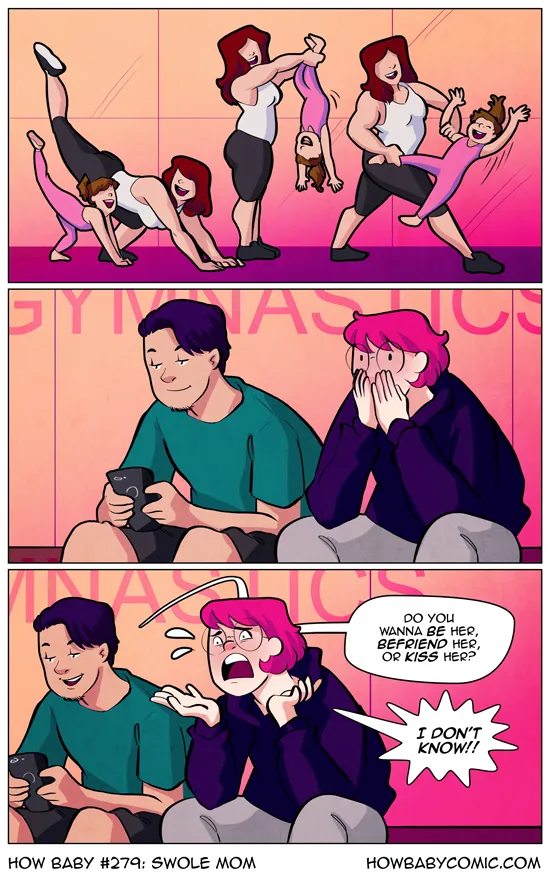 GYMNASTICS
MNASTICS
DO YOU
WANNA BE HER,
BEFRIEND HER,
OR KISS HER?
I DON'T
KNOW!!
HOW BABY #279: SWOLE MOM
HOWBABYCOMIC.COM